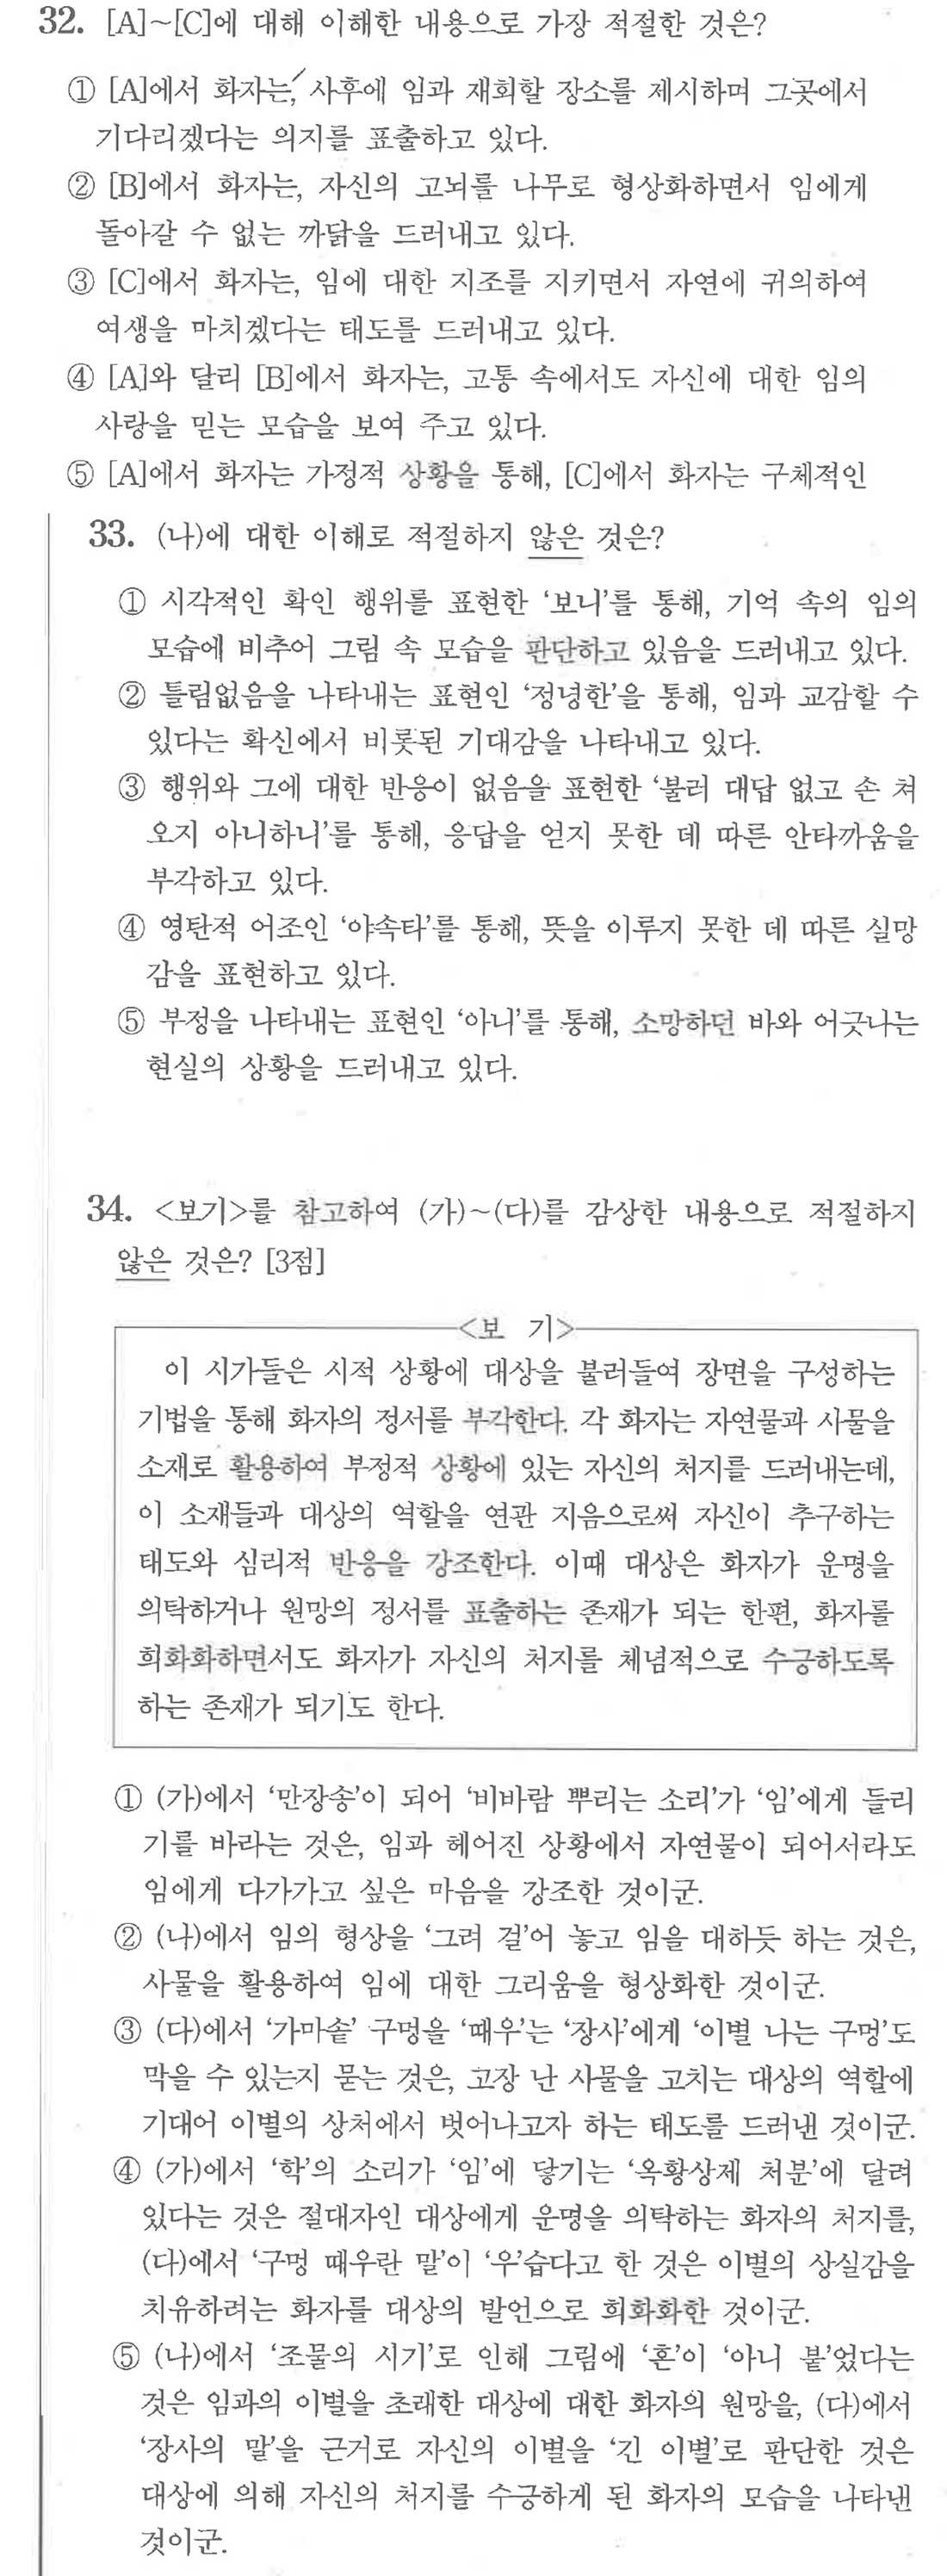 32. [A]~[C]에 대해 이해한 내용으로 가장 적절한 것은?
① [A]에서 화자는, 사후에 임과 재회할 장소를 제시하며 그곳에서
기다리겠다는 의지를 표출하고 있다.
② [B]에서 화자는, 자신의 고뇌를 나무로 형상화하면서 임에게
돌아갈 수 없는 까닭을 드러내고 있다.
③ [C]에서 화자는, 임에 대한 지조를 지키면서 자연에 귀의하여
여생을 마치겠다는 태도를 드러내고 있다.
④ [A]와 달리 [B]에서 화자는, 고통 속에서도 자신에 대한 임의
사랑을 믿는 모습을 보여 주고 있다.
⑤ [A]에서 화자는 가정적 상황을 통해, [C]에서 화자는 구체적인
33. (나)에 대한 이해로 적절하지 않은 것은?
① 시각적인 확인 행위를 표현한 ‘보니’를 통해, 기억 속의 임의
모습에 비추어 그림 속 모습을 판단하고 있음을 드러내고 있다.
② 틀림없음을 나타내는 표현인 ‘정녕한’을 통해, 임과 교감할 수
있다는 확신에서 비롯된 기대감을 나타내고 있다.
③ 행위와 그에 대한 반응이 없음을 표현한 ‘불러 대답 없고 손 쳐
오지 아니하니’를 통해, 응답을 얻지 못한 데 따른 안타까움을
부각하고 있다.
④ 영탄적 어조인 ‘야속타’를 통해, 뜻을 이루지 못한 데 따른 실망
감을 표현하고 있다.
⑤ 부정을 나타내는 표현인 ‘아니’를 통해, 소망하던 바와 어긋나는
현실의 상황을 드러내고 있다.
34. <보기>를 참고하여 (가)~(다)를 감상한 내용으로 적절하지
않은 것은? [3점]
<보 기>
이 시가들은 시적 상황에 대상을 불러들여 장면을 구성하는
기법을 통해 화자의 정서를 부각한다. 각 화자는 자연물과 사물을
소재로 활용하여 부정적 상황에 있는 자신의 처지를 드러내는데,
이 소재들과 대상의 역할을 연관 지음으로써 자신이 추구하는
태도와 심리적 반응을 강조한다. 이때 대상은 화자가 운명을
의탁하거나 원망의 정서를 표출하는 존재가 되는 한편, 화자를
희화화하면서도 화자가 자신의 처지를 체념적으로 수긍하도록
하는 존재가 되기도 한다.
① (가)에서 ‘만장송’이 되어 ‘비바람 뿌리는 소리’가 ‘임’에게 들리
기를 바라는 것은, 임과 헤어진 상황에서 자연물이 되어서라도
임에게 다가가고 싶은 마음을 강조한 것이군.
② (나)에서 임의 형상을 ‘그려 걸’어 놓고 임을 대하듯 하는 것은,
사물을 활용하여 임에 대한 그리움을 형상화한 것이군.
③ (다)에서 ‘가마솥’ 구멍을 ‘때우’는 ‘장사’에게 ‘이별 나는 구멍’도
막을 수 있는지 묻는 것은, 고장 난 사물을 고치는 대상의 역할에
기대어 이별의 상처에서 벗어나고자 하는 태도를 드러낸 것이군.
④ (가)에서 ‘학’의 소리가 ‘임’에 닿기는 ‘옥황상제 처분’에 달려
있다는 것은 절대자인 대상에게 운명을 의탁하는 화자의 처지를,
(다)에서 ‘구멍 때우란 말’이 ‘우’습다고 한 것은 이별의 상실감을
치유하려는 화자를 대상의 발언으로 희화화한 것이군.
⑤ (나)에서 ‘조물의 시기’로 인해 그림에 ‘혼’이 ‘아니 붙’었다는
것은 임과의 이별을 초래한 대상에 대한 화자의 원망을, (다)에서
‘장사의 말’을 근거로 자신의 이별을 ‘긴 이별’로 판단한 것은
대상에 의해 자신의 처지를 수긍하게 된 화자의 모습을 나타낸
것이군.